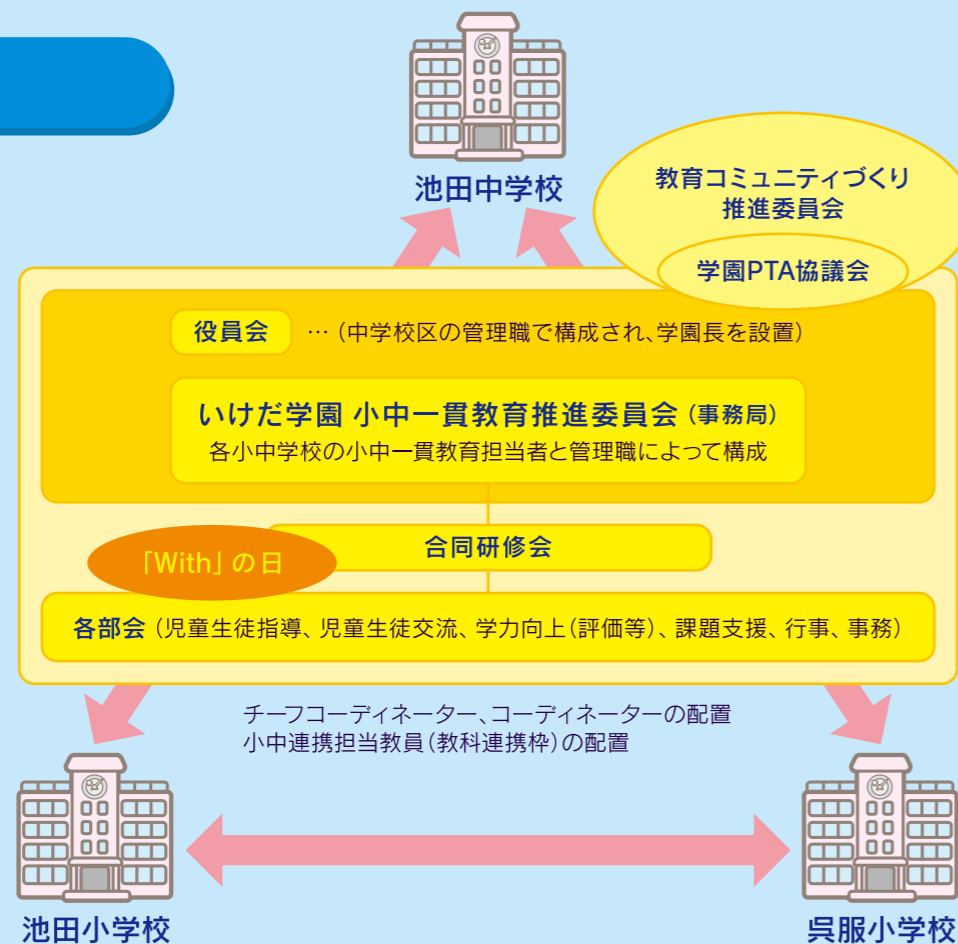 池田中学校
教育コミュニティづくり
推進委員会
学園PTA協議会
役員会 …（中学校区の管理職で構成され、学園長を設置）
いけだ学園 小中一貫教育推進委員会（事務局）
各小中学校の小中一貫教育担当者と管理職によって構成
合同研修会
「With」の日
各部会（児童生徒指導、児童生徒交流、学力向上（評価等）、課題支援、行事、事務）
チーフコーディネーター、コーディネーターの配置
小中連携担当教員（教科連携枠）の配置
池田小学校
呉服小学校